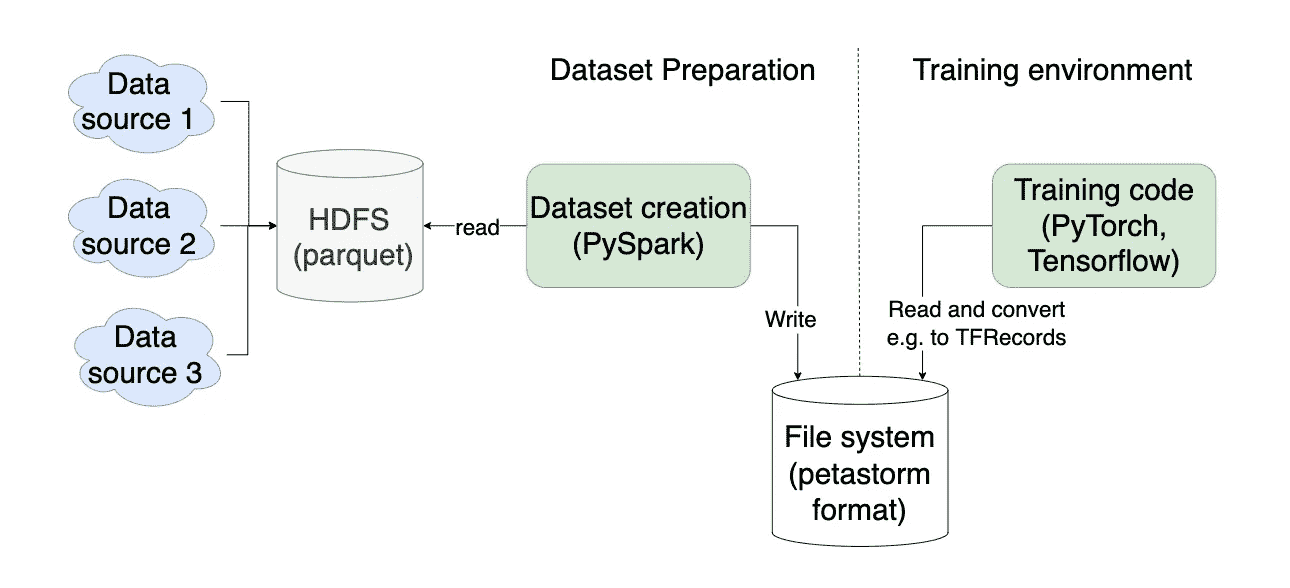 Dataset Preparation
Training environment
Data
source 1
Data
source 2
Data
source 3
HDFS
(parquet)
read
Dataset creation
(PySpark)
Write
Training code
(PyTorch,
Tensorflow)
Read and convert
e.g. to TFRecords
File system
(petastorm
format)